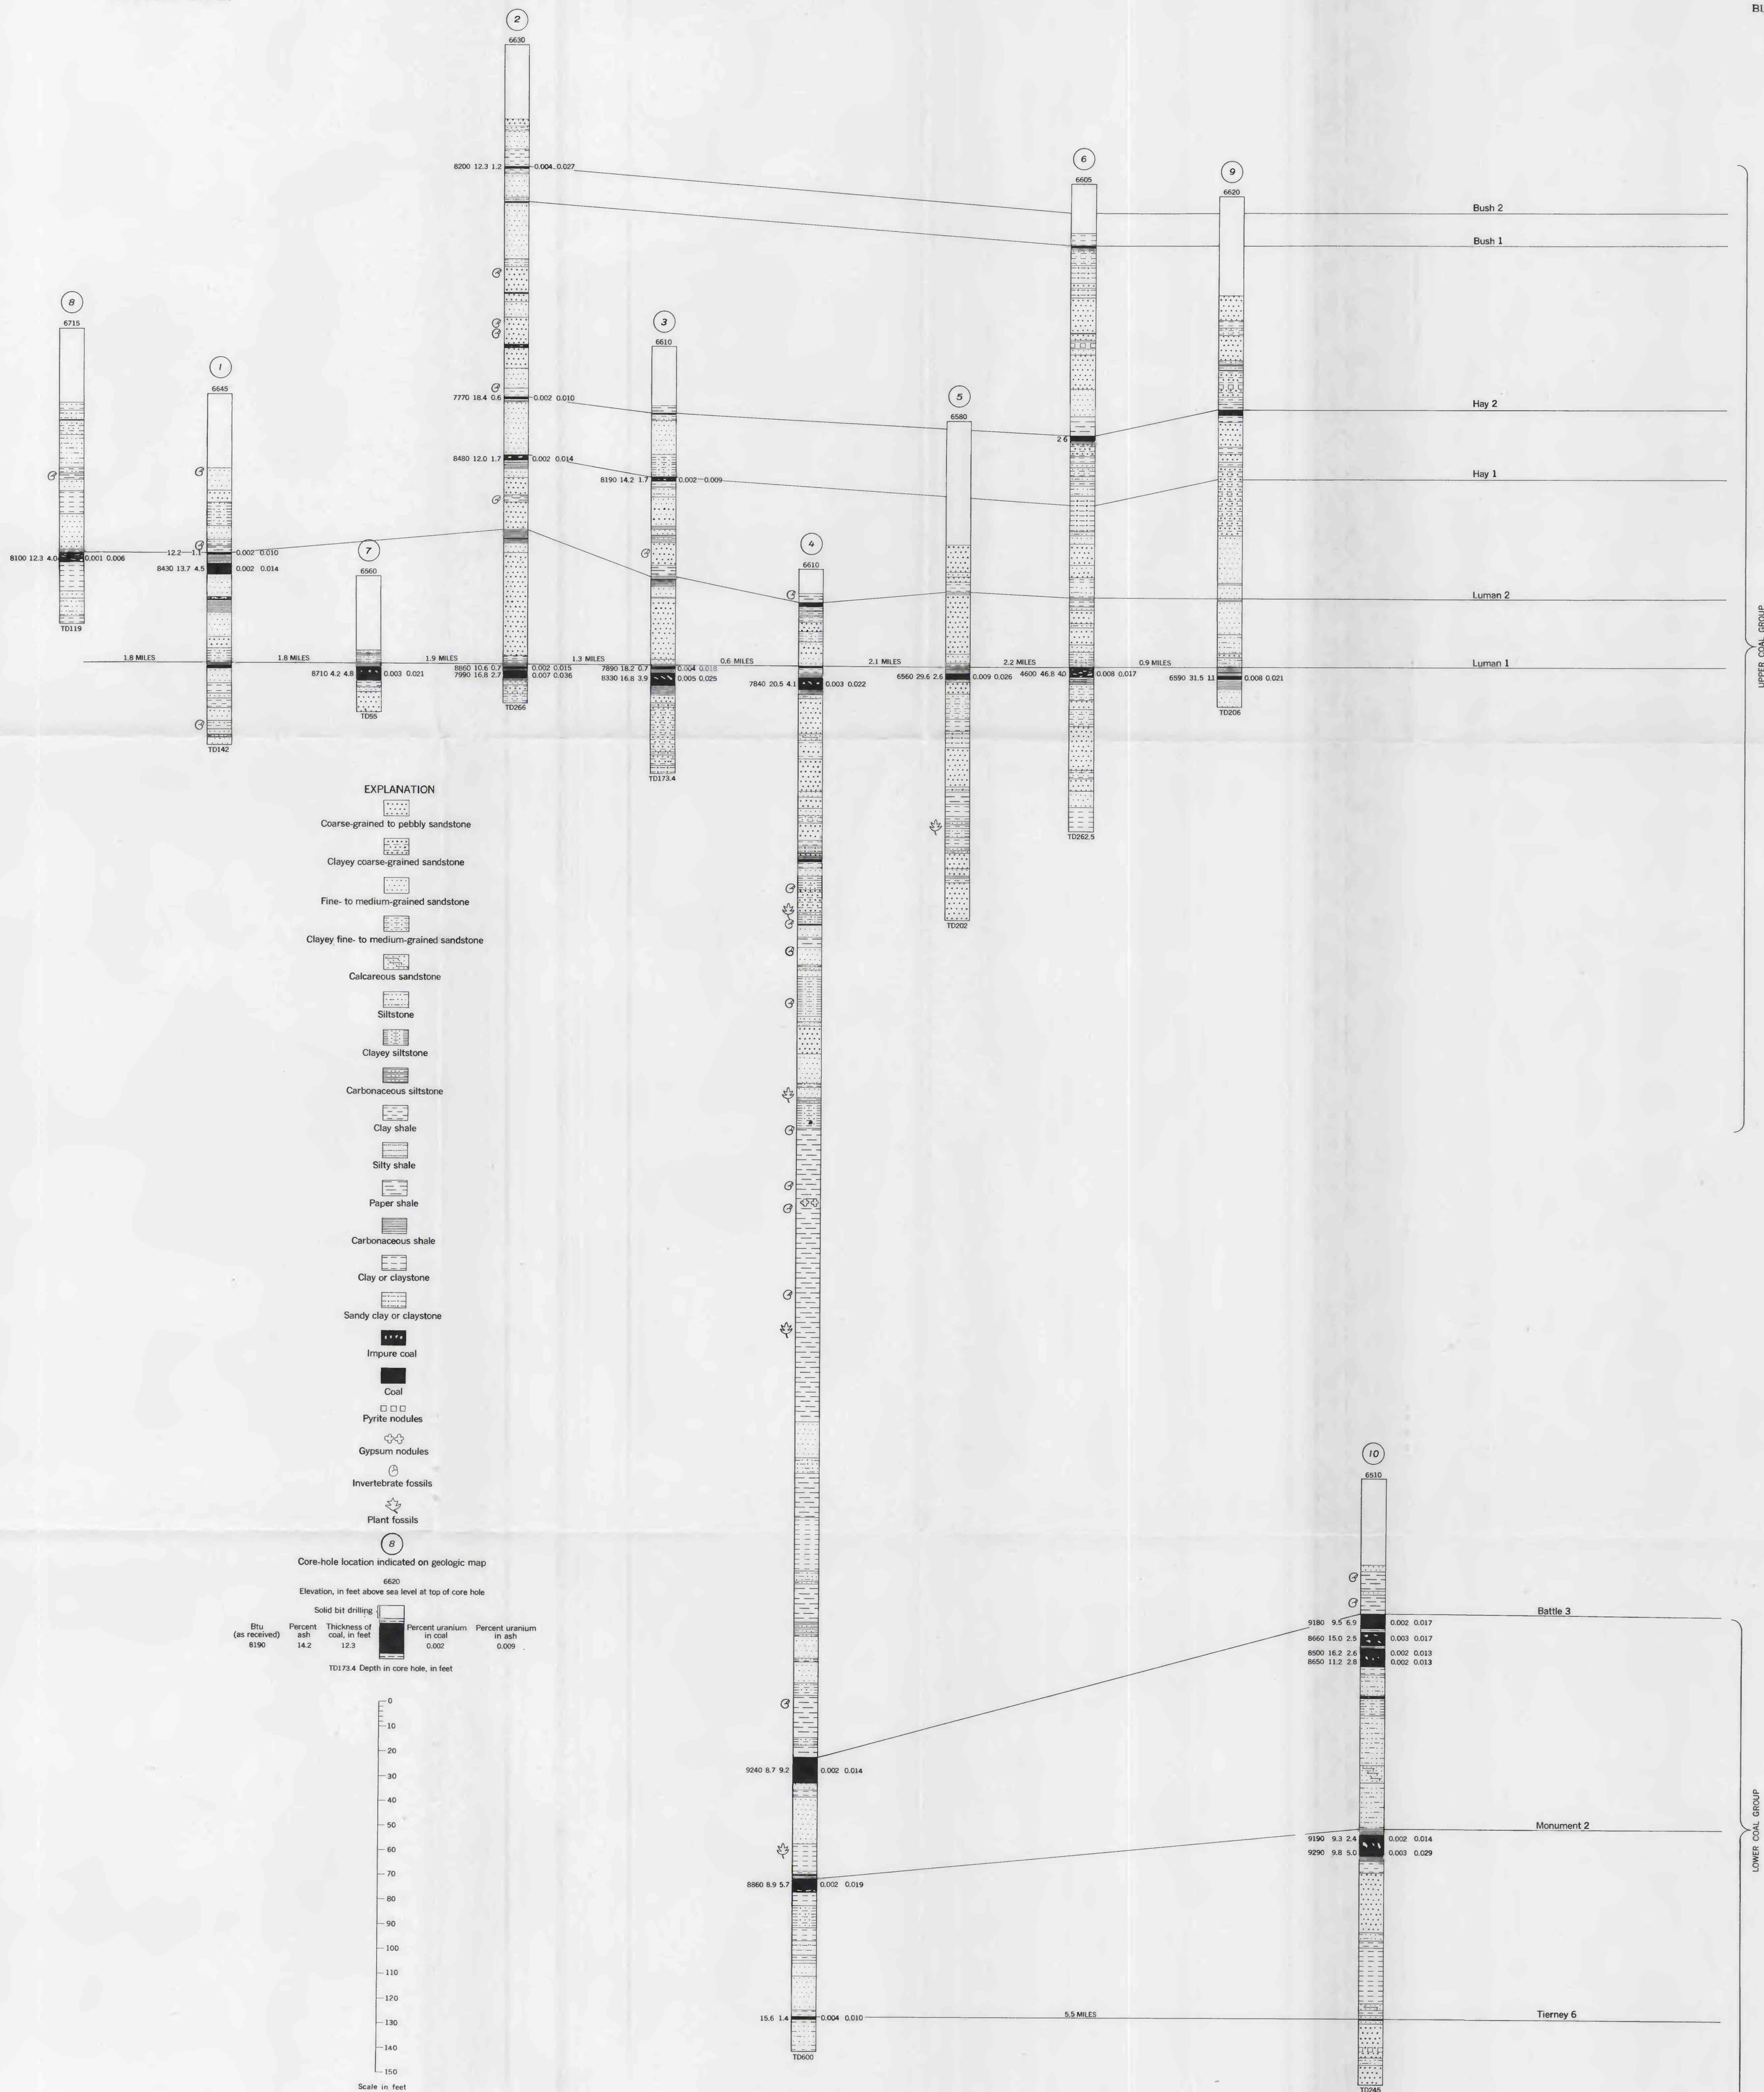 BL
2
6630
8200 12.3 1.2 0.004 0.027
6
6605
9
6620
Bush 2
Bush 1
8
6715
3
6610
1
6645
7770 18.4 0.6 0.002 0.010
5
6580
Hay 2
2.6
8480 12.0 1.7 0.002 0.014
8190 14.2 1.7 0.002 0.009
Hay 1
7
6560
4
6610
8100 12.3 4.0 0.001 0.006
12.2 1.1 0.002 0.010
8430 13.7 4.5 0.002 0.014
Luman 2
TD119
1.8 MILES 1.8 MILES 1.9 MILES 1.3 MILES 0.6 MILES 2.1 MILES 2.2 MILES 0.9 MILES Luman 1
8710 4.2 4.8 0.003 0.021
8860 10.6 0.7 0.002 0.015
7990 16.8 2.7 0.007 0.036
7890 18.2 0.7 0.004 0.018
8330 16.8 3.9 0.005 0.025
7840 20.5 4.1 0.003 0.022
6560 29.6 2.6 0.009 0.026
4600 46.8 4.0 0.008 0.017
6590 31.5 1.1 0.008 0.021
TD55
TD266
TD206
TD142
TD173.4
TD262.5
TD202
UPPER COAL GROUP
EXPLANATION
Coarse-grained to pebbly sandstone
Clayey coarse-grained sandstone
Fine- to medium-grained sandstone
Clayey fine- to medium-grained sandstone
Calcareous sandstone
Siltstone
Clayey siltstone
Carbonaceous siltstone
Clay shale
Silty shale
Paper shale
Carbonaceous shale
Clay or claystone
Sandy clay or claystone
Impure coal
Coal
Pyrite nodules
Gypsum nodules
Invertebrate fossils
Plant fossils
8
Core-hole location indicated on geologic map
6620
Elevation, in feet above sea level at top of core hole
Solid bit drilling
Btu (as received) Percent ash Thickness of coal, in feet Percent uranium in coal Percent uranium in ash
8190 14.2 12.3 0.002 0.009
TD173.4 Depth in core hole, in feet
0
10
20
30
40
50
60
70
80
90
100
110
120
130
140
150
Scale in feet
10
6510
Battle 3
9180 9.5 6.9 0.002 0.017
8660 15.0 2.5 0.003 0.017
8500 16.2 2.6 0.002 0.013
8650 11.2 2.8 0.002 0.013
9240 8.7 9.2 0.002 0.014
Monument 2
9190 9.3 2.4 0.002 0.014
9290 9.8 5.0 0.003 0.029
8860 8.9 5.7 0.002 0.019
15.6 1.4 0.004 0.010
5.5 MILES
Tierney 6
TD600
TD245
LOWER COAL GROUP